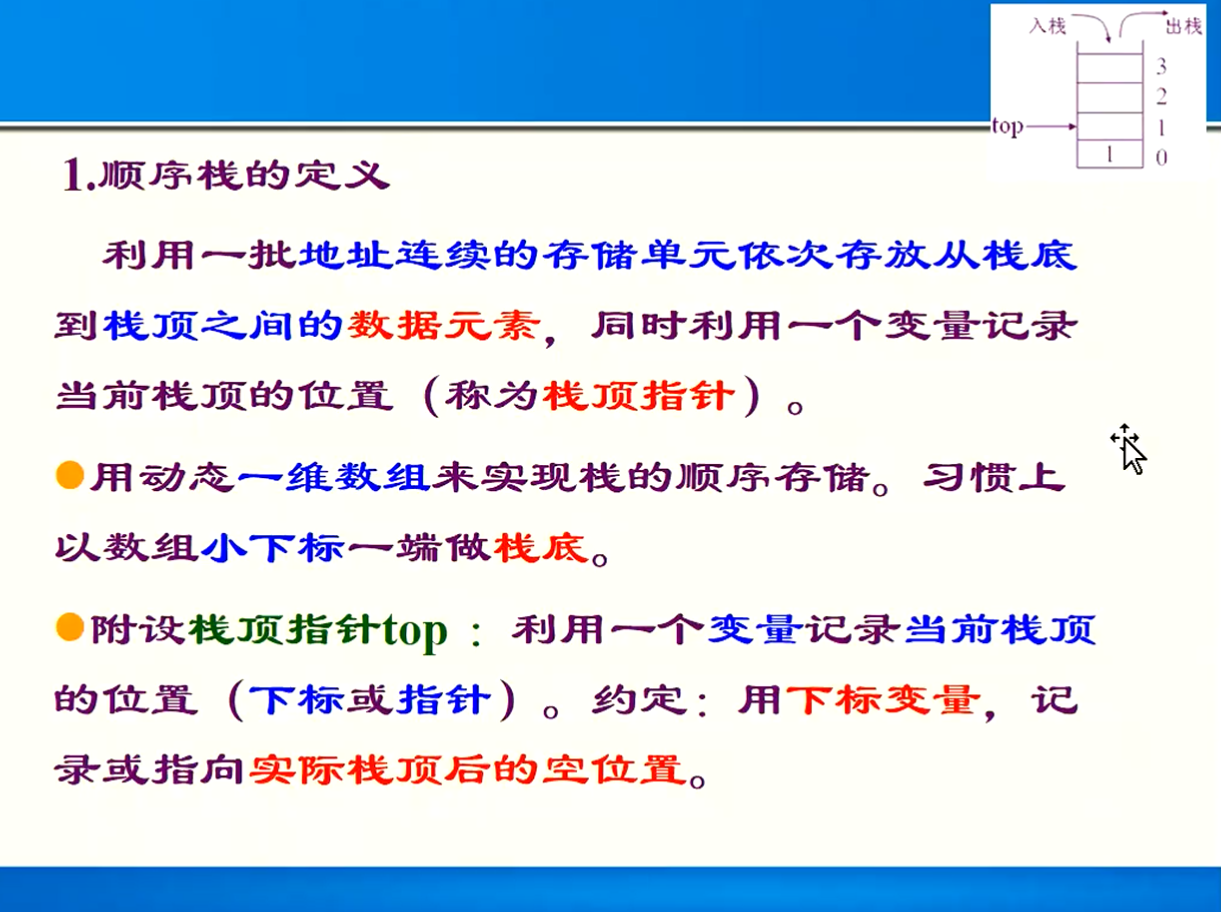 入栈 出栈
3
2
top 1
1 0
1.顺序栈的定义
利用一批地址连续的存储单元依次存放从栈底
到栈顶之间的数据元素，同时利用一个变量记录
当前栈顶的位置（称为栈顶指针）。
●用动态一维数组来实现栈的顺序存储。习惯上
以数组小下标一端做栈底。
●附设栈顶指针top ：利用一个变量记录当前栈顶
的位置（下标或指针）。约定：用下标变量，记
录或指向实际栈顶后的空位置。